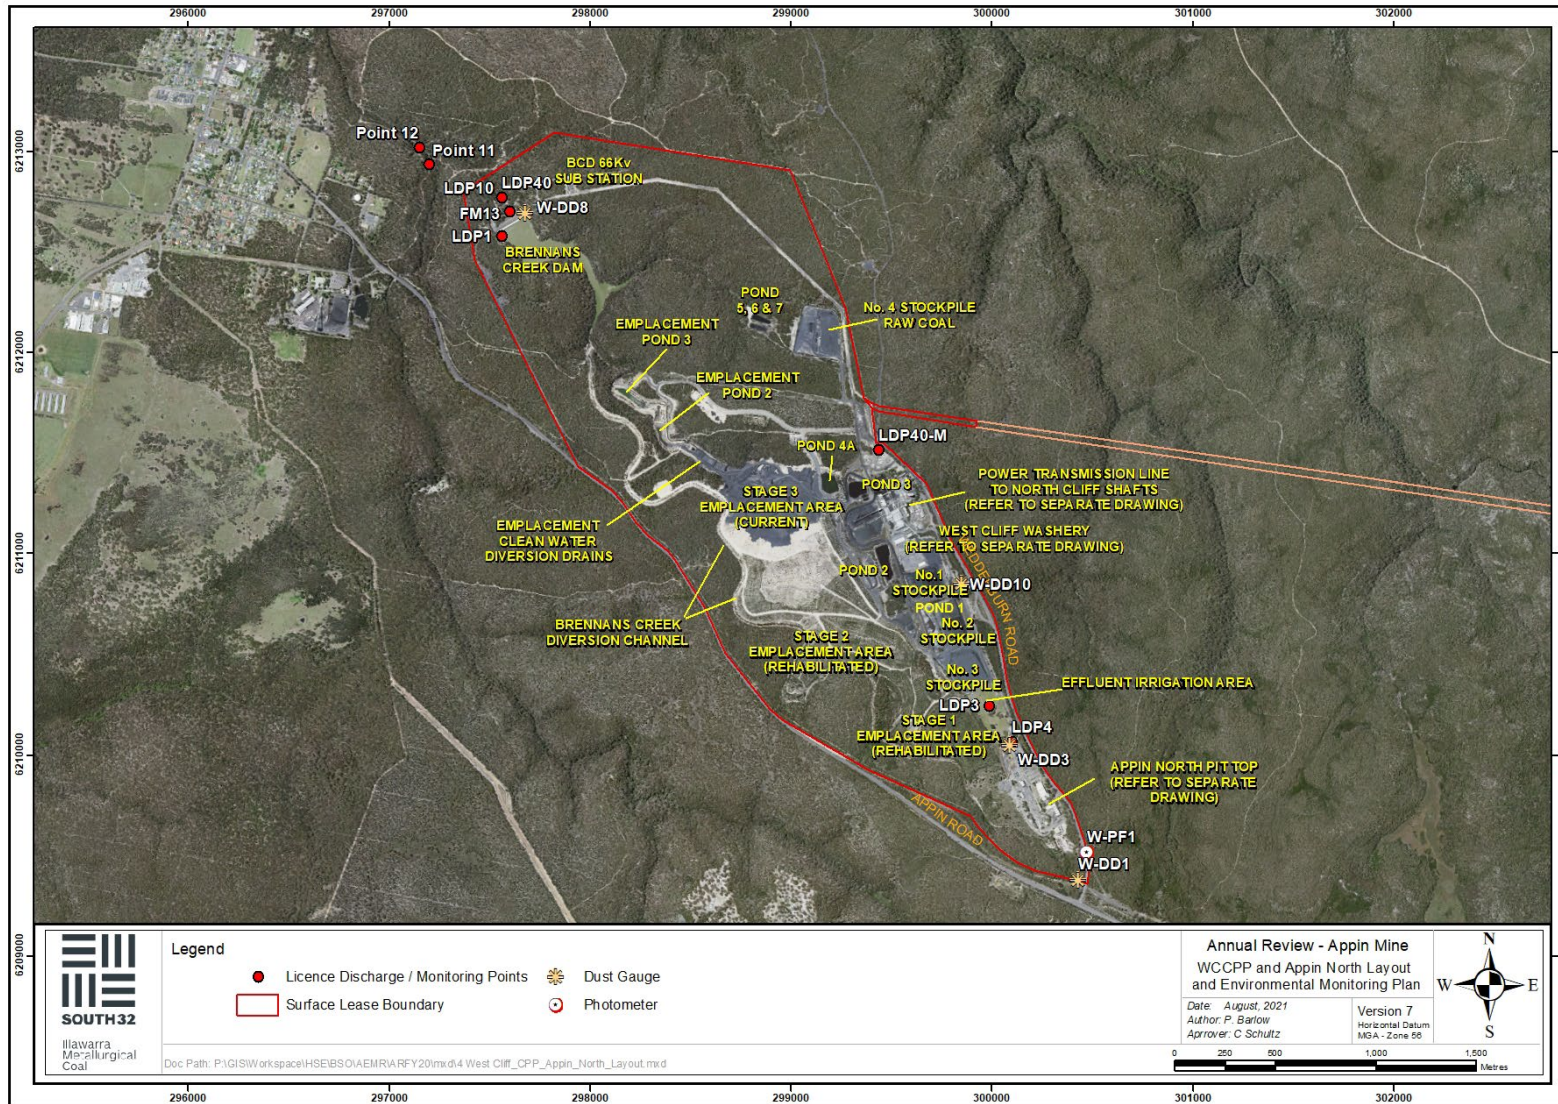 296000
297000
298000
299000
300000
301000
302000
6213000
6212000
6211000
6210000
6209000
Point 12
Point 11
BCD 66Kv
SUB STATION
LDP10
LDP40
FM13
W-DD8
LDP1
BRENNANS
CREEK DAM
POND
5, 6 & 7
No. 4 STOCKPILE
RAW COAL
EMPLACEMENT
POND 3
EMPLACEMENT
POND 2
LDP40-M
POND 4A
POND 3
POWER TRANSMISSION LINE
TO NORTH CLIFF SHAFTS
(REFER TO SEPARATE DRAWING)
STAGE 3
EMPLACEMENT AREA
(CURRENT)
EMPLACEMENT
CLEAN WATER
DIVERSION DRAINS
WEST CLIFF WASHERY
(REFER TO SEPARATE DRAWING)
POND 2
No.1
STOCKPILE
W-DD10
POND 1
No. 2
STOCKPILE
ROAD
BRENNANS CREEK
DIVERSION CHANNEL
STAGE 2
EMPLACEMENT AREA
(REHABILITATED)
No. 3
STOCKPILE
EFFLUENT IRRIGATION AREA
LDP3
STAGE 1
EMPLACEMENT AREA
(REHABILITATED)
LDP4
W-DD3
APPIN NORTH PIT TOP
(REFER TO SEPARATE
DRAWING)
APPIN ROAD
W-PF1
W-DD1
SOUTH32
Illawarra
Metallurgical
Coal
Legend
Licence Discharge / Monitoring Points
Dust Gauge
Surface Lease Boundary
Photometer
Doc Path: P:\GIS\Workspace\HSE\BSO\AEMR\ARFY20\mxd\4 West Cliff_CPP_Appin_North_Layout.mxd
Annual Review - Appin Mine
WCCPP and Appin North Layout
and Environmental Monitoring Plan
Date: August, 2021
Author: P. Barlow
Aprrover: C Schultz
Version 7
Horizontal Datum
MGA - Zone 56
N
W
E
S
0 250 500 1,000 1,500
Metres
296000
297000
298000
299000
300000
301000
302000